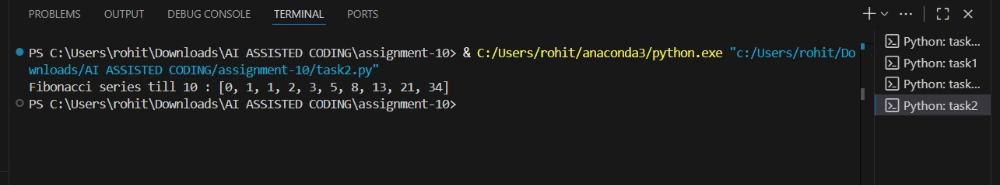 PROBLEMS OUTPUT DEBUG CONSOLE TERMINAL PORTS
PS C:\Users\rohit\Downloads\AI ASSISTED CODING\assignment-10> & C:/Users/rohit/anaconda3/python.exe "c:/Users/rohit/Do
wnloads/AI ASSISTED CODING/assignment-10/task2.py"
Fibonacci series till 10 : [0, 1, 1, 2, 3, 5, 8, 13, 21, 34]
PS C:\Users\rohit\Downloads\AI ASSISTED CODING\assignment-10>
Python: task...
Python: task1
Python: task...
Python: task2